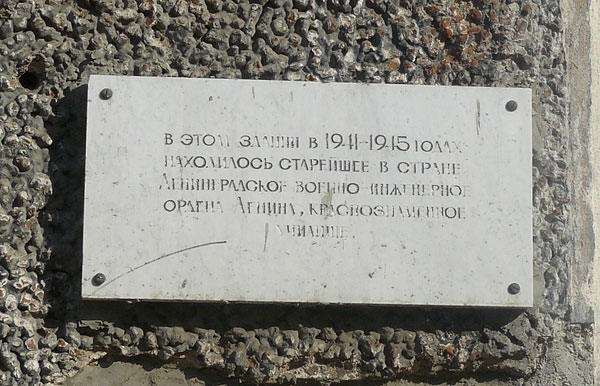 В ЭТОМ ЗДАНИИ В 1941-1945 ГОДАХ
НАХОДИЛОСЬ СТАРЕЙШЕЕ В СТРАНЕ
ЛЕНИНГРАДСКОЕ ВОЕННО-ИНЖЕНЕРНОЕ
ОРДЕНА ЛЕНИНА, КРАСНОЗНАМЕННОЕ
УЧИЛИЩЕ.